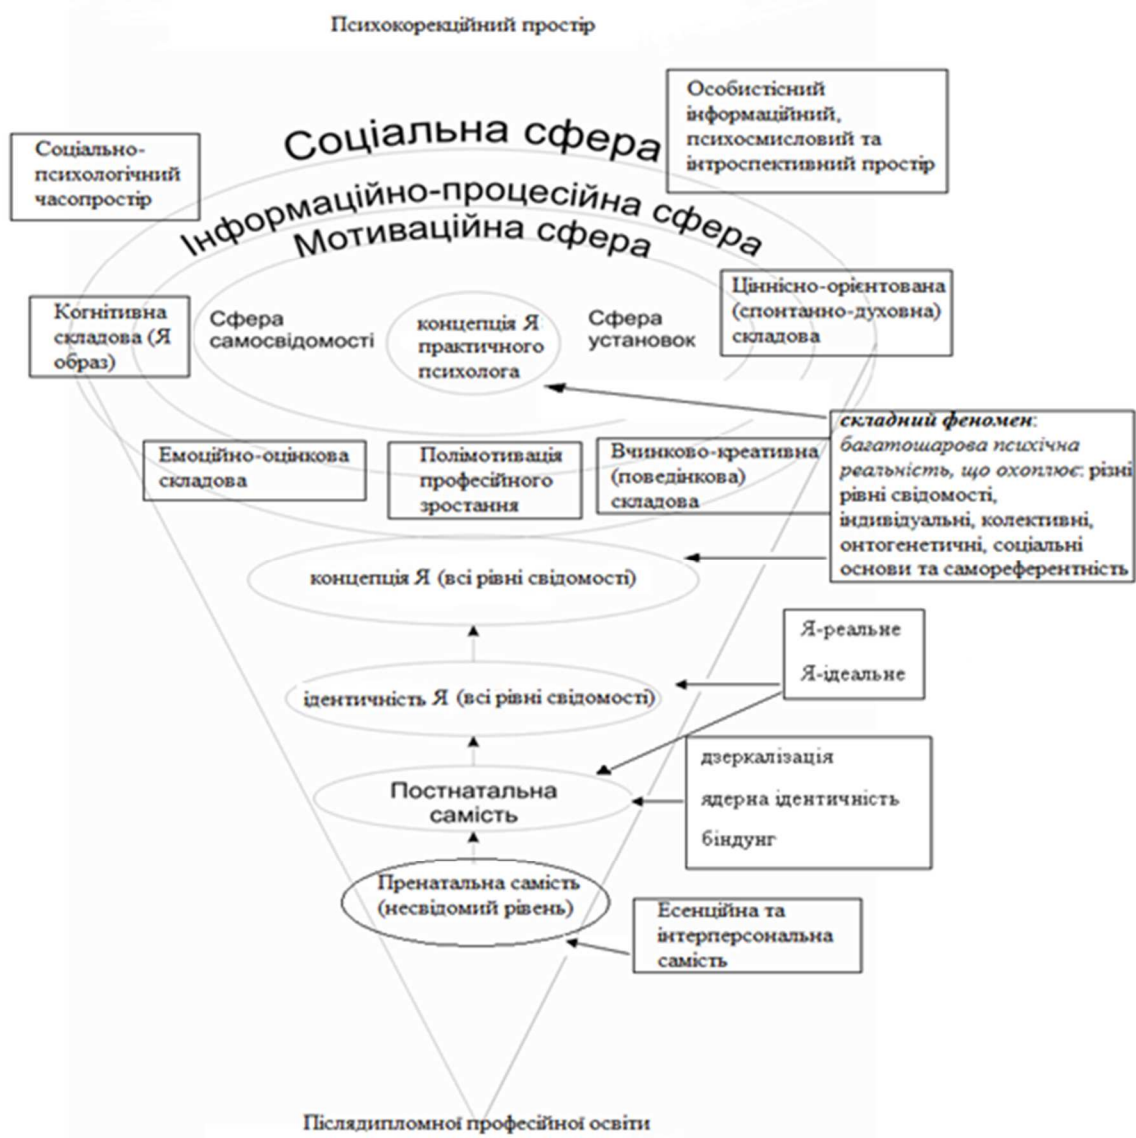 Психокорекційний простір
Особистісний
інформаційний,
психосмисловий та
інтроспективний простір
Соціальна сфера
Соціально-
психологічний
часопростір
Інформаційно-процесійна сфера
Мотиваційна сфера
Ціннісно-орієнтована
(спонтанно-духовна)
складова
Когнітивна
складова (Я
образ)
Сфера
самосвідомості
концепція Я
практичного
психолога
Сфера
установок
складний феномен:
багатошарова психічна
реальність, що охоплює: різні
рівні свідомості,
індивідуальні, колективні,
онтогенетичні, соціальні
основи та самореферентність
Емоційно-оцінкова
складова
Полімотивація
професійного
зростання
Вчинково-креативна
(поведінкова)
складова
концепція Я (всі рівні свідомості)
Я-реальне
Я-ідеальне
ідентичність Я (всі рівні свідомості)
дзеркалізація
ядерна ідентичність
біндунг
Постнатальна
самість
Пренатальна самість
(несвідомий рівень)
Есенційна та
інтерперсональна
самість
Післядипломної професійної освіти